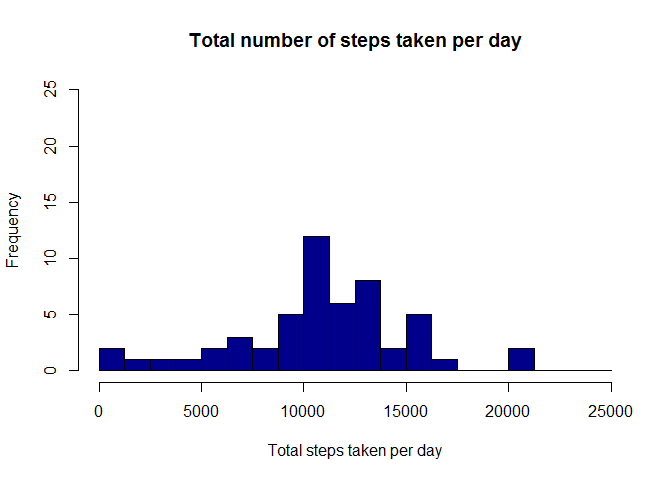 Total number of steps taken per day
25
20
15
10
5
0
Frequency
0 5000 10000 15000 20000 25000
Total steps taken per day